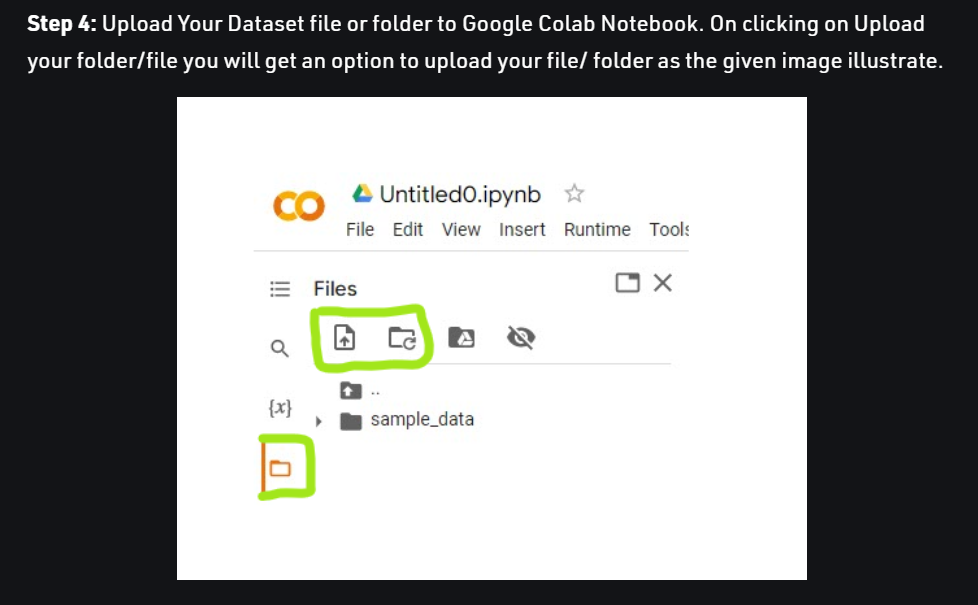 Step 4: Upload Your Dataset file or folder to Google Colab Notebook. On clicking on Upload
your folder/file you will get an option to upload your file/ folder as the given image illustrate.
Untitled0.ipynb
File Edit View Insert Runtime Tools
Files
{x}
..
sample_data